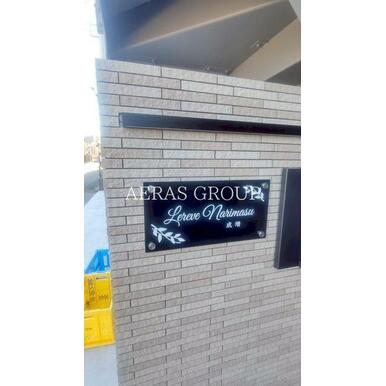 AERAS GROUP
Lereve Narimasu
成増